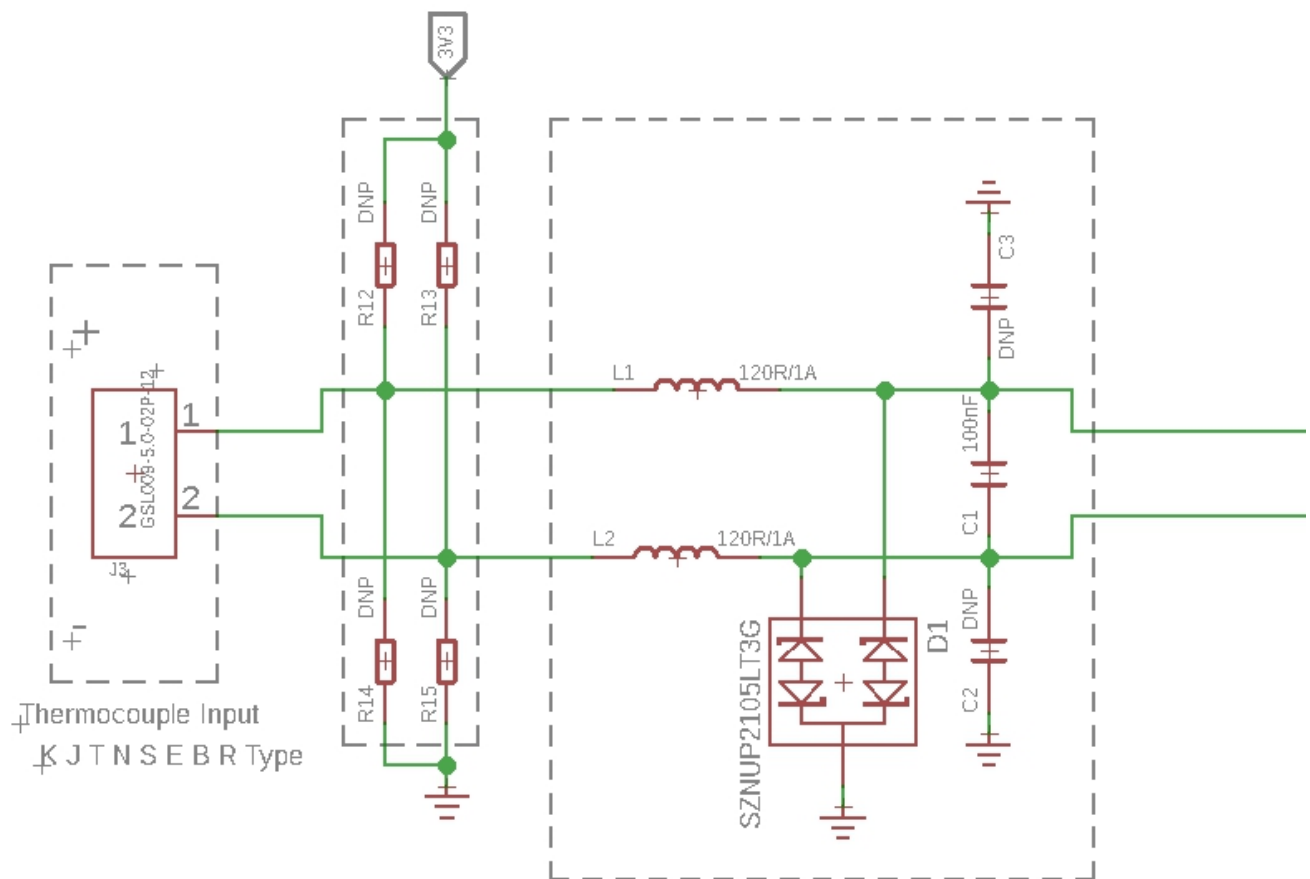 3V3
DNP
DNP
R12
R13
C3
DNP
+
1
1
2
2
GSL009-5.0-02P-12
J3
-
L1
120R/1A
100nF
C1
L2
120R/1A
DNP
DNP
R14
R15
DNP
C2
SZNUP2105LT3G
D1
Thermocouple Input
K J T N S E B R Type